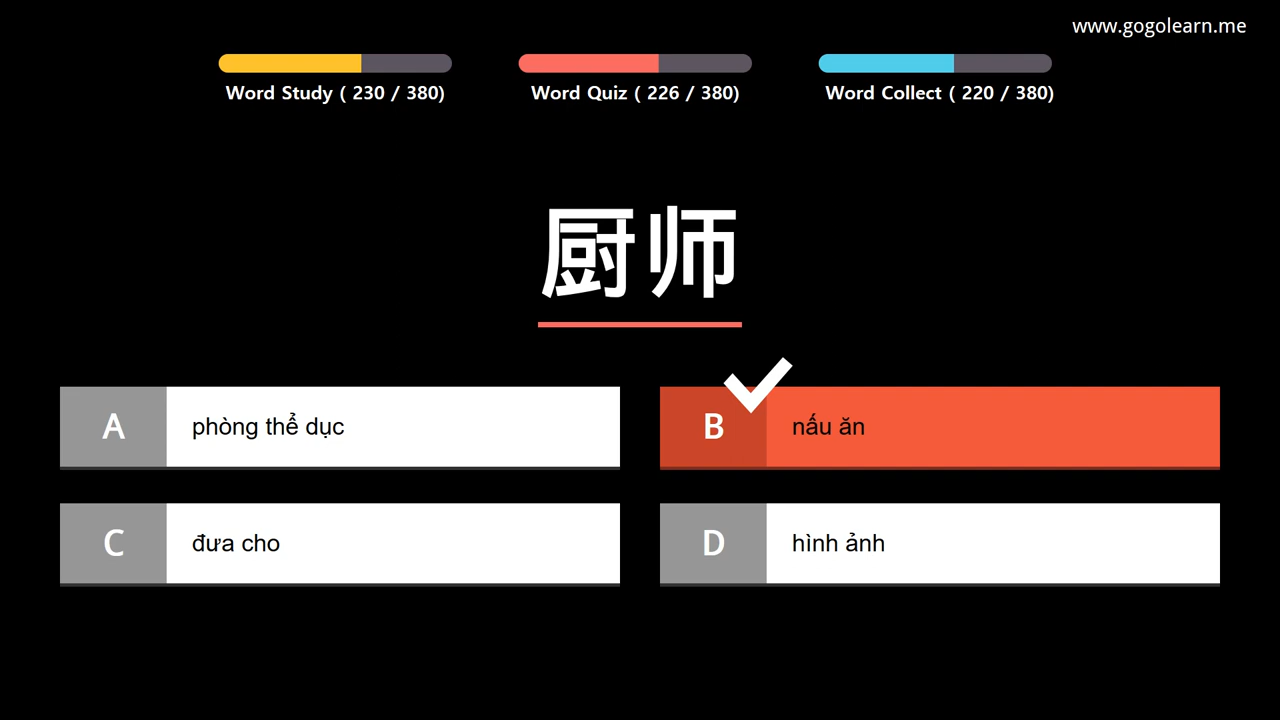 www.gogolearn.me
Word Study ( 230 / 380)
Word Quiz ( 226 / 380)
Word Collect ( 220 / 380)
厨师
A phòng thể dục
B nấu ăn
C đưa cho
D hình ảnh